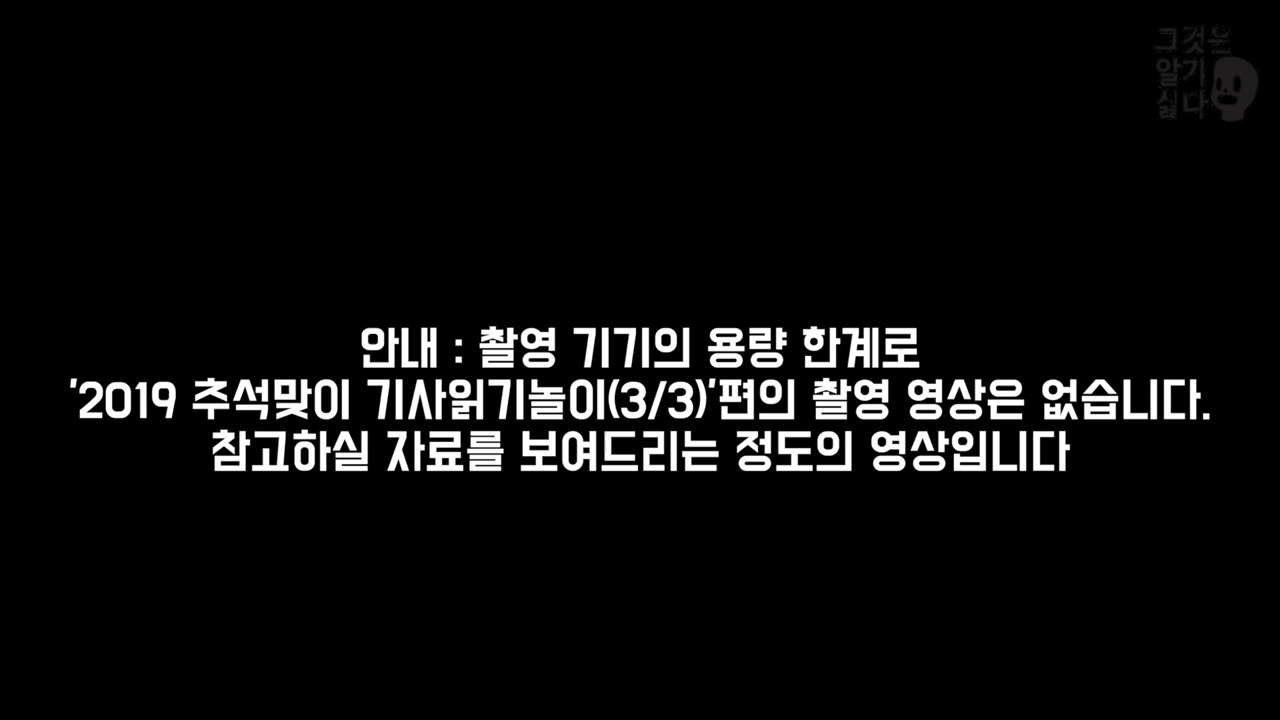 그것은
알기
싫다
안내 : 촬영 기기의 용량 한계로
'2019 추석맞이 기사읽기놀이(3/3)'편의 촬영 영상은 없습니다.
참고하실 자료를 보여드리는 정도의 영상입니다